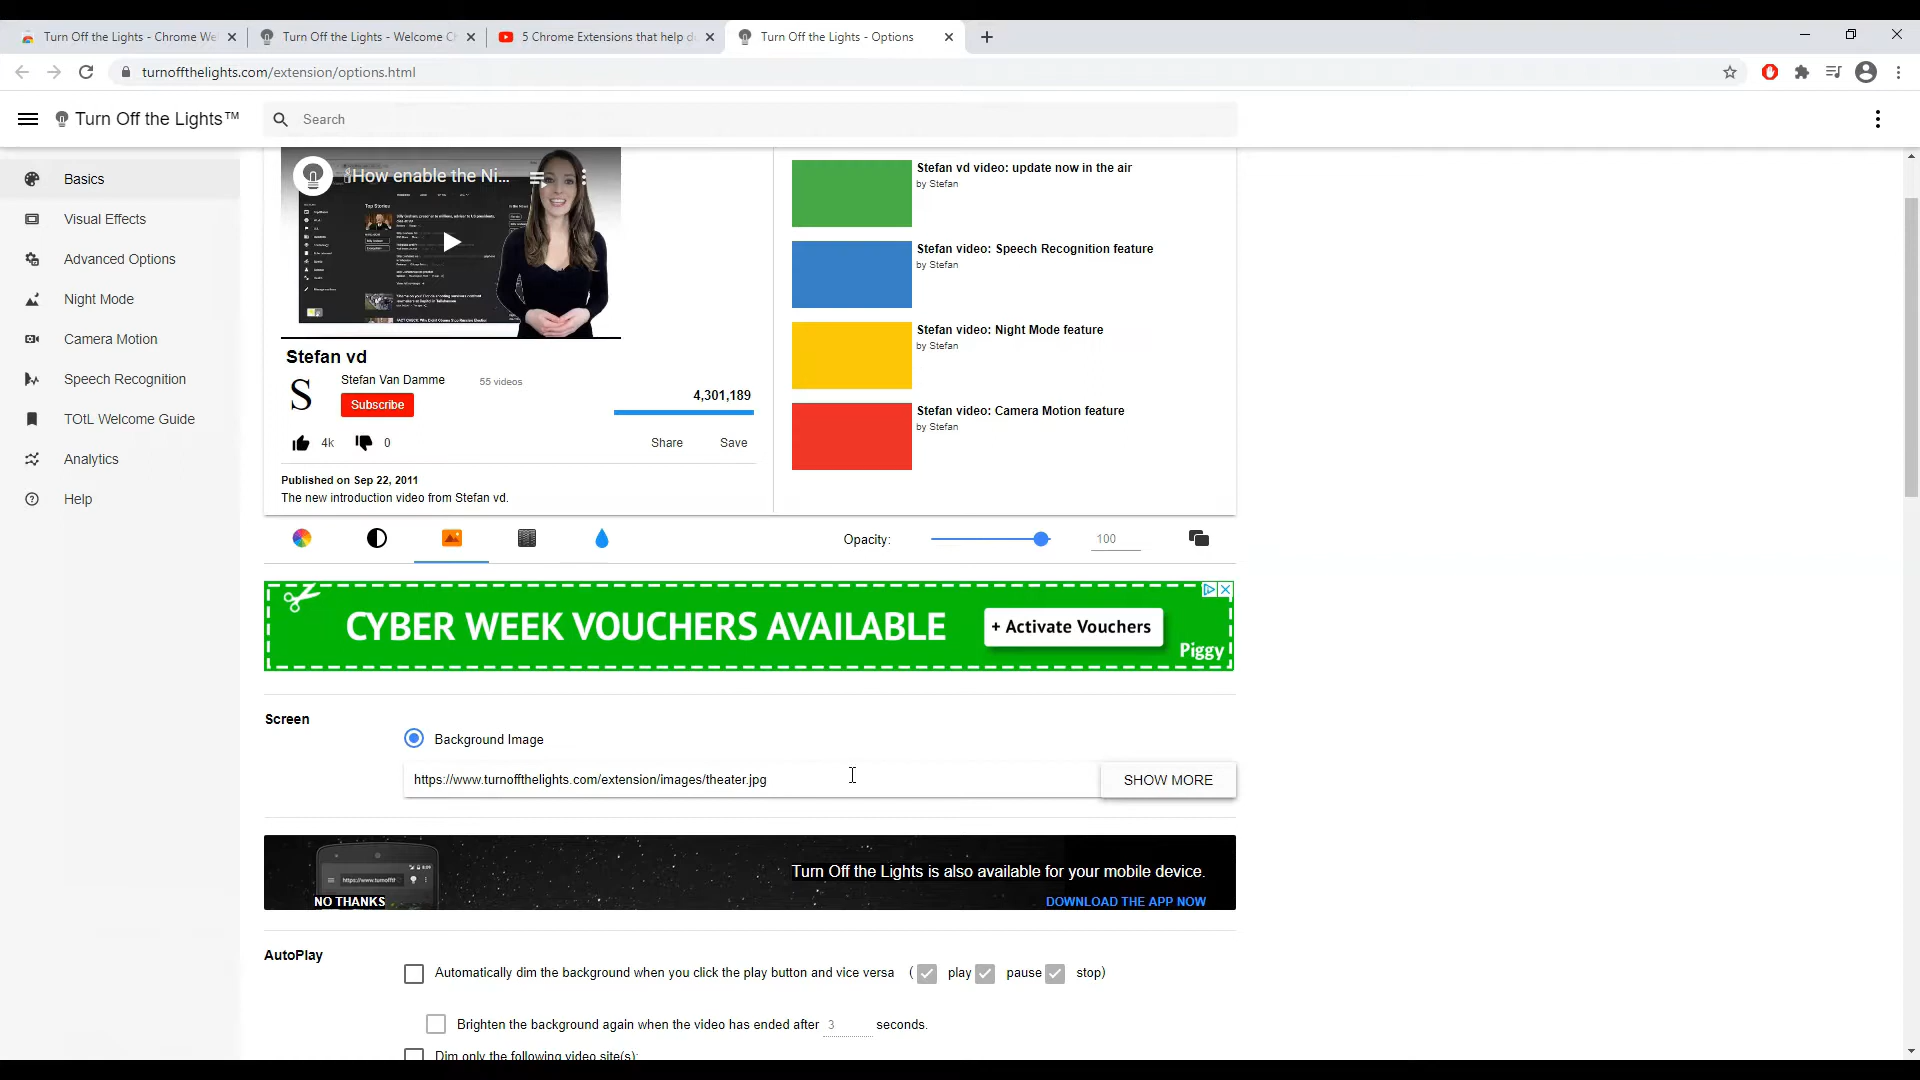 Turn Off the Lights - Chrome We
Turn Off the Lights - Welcome Ch
5 Chrome Extensions that help d
Turn Off the Lights - Options
turnoffthelights.com/extension/options.html
Turn Off the Lights™
Search
Basics
Visual Effects
Advanced Options
Night Mode
Camera Motion
Speech Recognition
TOtL Welcome Guide
Analytics
Help
How enable the Ni...
Top Stories
Stefan vd
S
Stefan Van Damme
55 videos
Subscribe
4,301,189
4k
0
Share
Save
Published on Sep 22, 2011
The new introduction video from Stefan vd.
Stefan vd video: update now in the air
by Stefan
Stefan video: Speech Recognition feature
by Stefan
Stefan video: Night Mode feature
by Stefan
Stefan video: Camera Motion feature
by Stefan
Opacity:
100
CYBER WEEK VOUCHERS AVAILABLE
+ Activate Vouchers
Piggy
Screen
Background Image
https://www.turnoffthelights.com/extension/images/theater.jpg
SHOW MORE
Turn Off the Lights is also available for your mobile device.
NO THANKS
DOWNLOAD THE APP NOW
AutoPlay
Automatically dim the background when you click the play button and vice versa ( play pause stop)
Brighten the background again when the video has ended after 3 seconds.
Dim only the following video site(s):